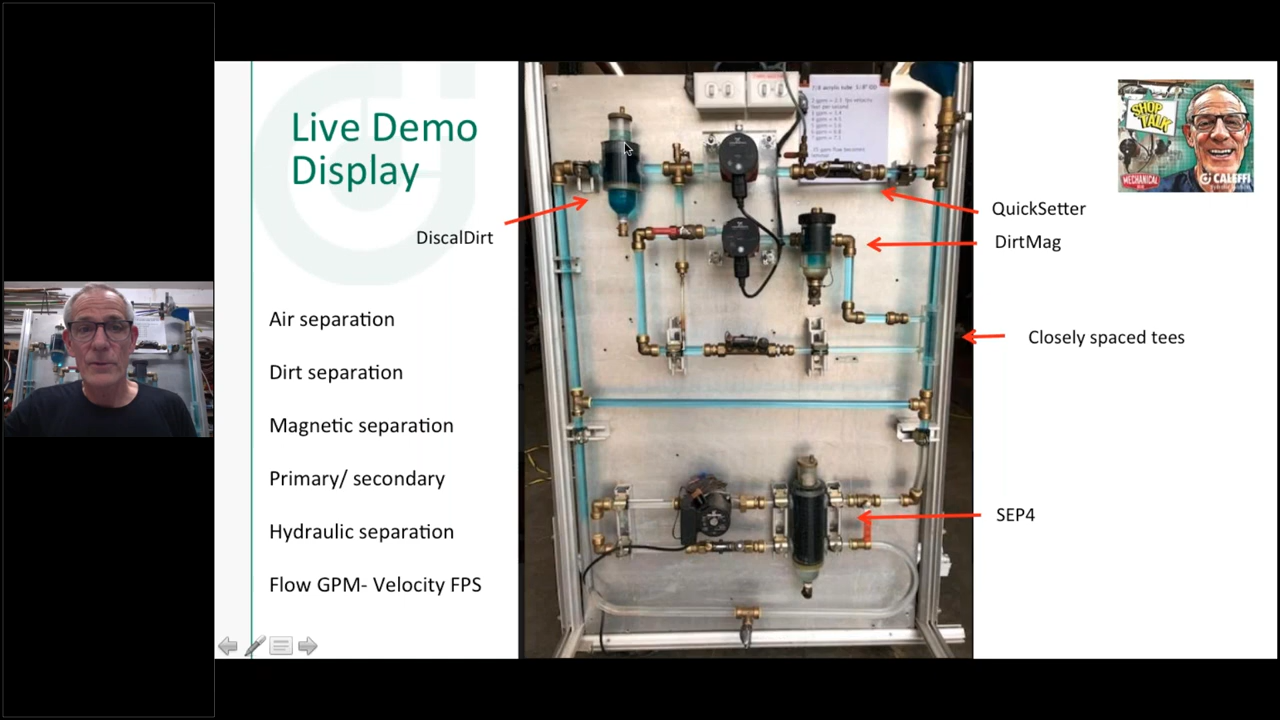 Live Demo
Display
DiscalDirt
Air separation
Dirt separation
Magnetic separation
Primary/ secondary
Hydraulic separation
Flow GPM- Velocity FPS
QuickSetter
DirtMag
Closely spaced tees
SEP4
SHOP
TALK
MECHANICAL
CALEFFI